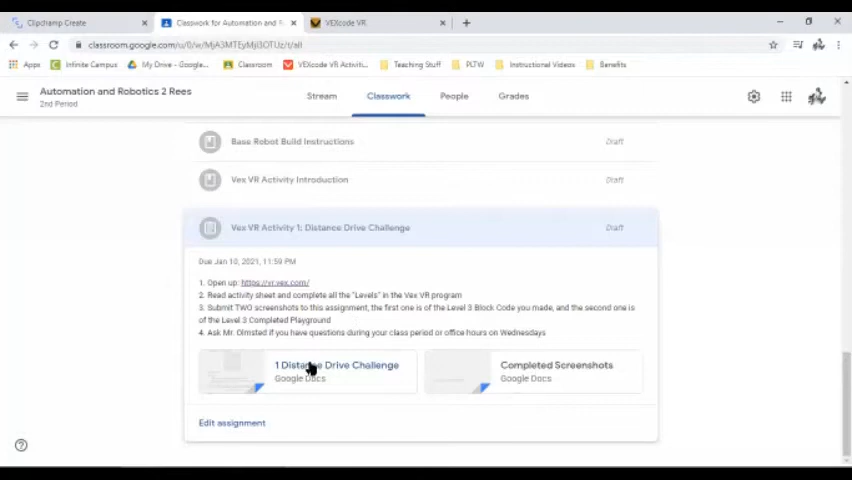 Clipchamp Create
Classwork for Automation and R
VEXcode VR
classroom.google.com/u/0/w/MjA3MTEyMjI3OTUz/t/all
Apps
Infinite Campus
My Drive - Google...
Classroom
VEXcode VR Activiti...
Teaching Stuff
PLTW
Instructional Videos
Benefits
Automation and Robotics 2 Rees
2nd Period
Stream
Classwork
People
Grades
Base Robot Build Instructions
Draft
Vex VR Activity Introduction
Draft
Vex VR Activity 1: Distance Drive Challenge
Draft
Due Jan 10, 2021, 11:59 PM
1. Open up: https://vr.vex.com/
2. Read activity sheet and complete all the "Levels" in the Vex VR program
3. Submit TWO screenshots to this assignment, the first one is of the Level 3 Block Code you made, and the second one is
of the Level 3 Completed Playground
4. Ask Mr. Olmsted if you have questions during your class period or office hours on Wednesdays
1 Distance Drive Challenge
Google Docs
Completed Screenshots
Google Docs
Edit assignment